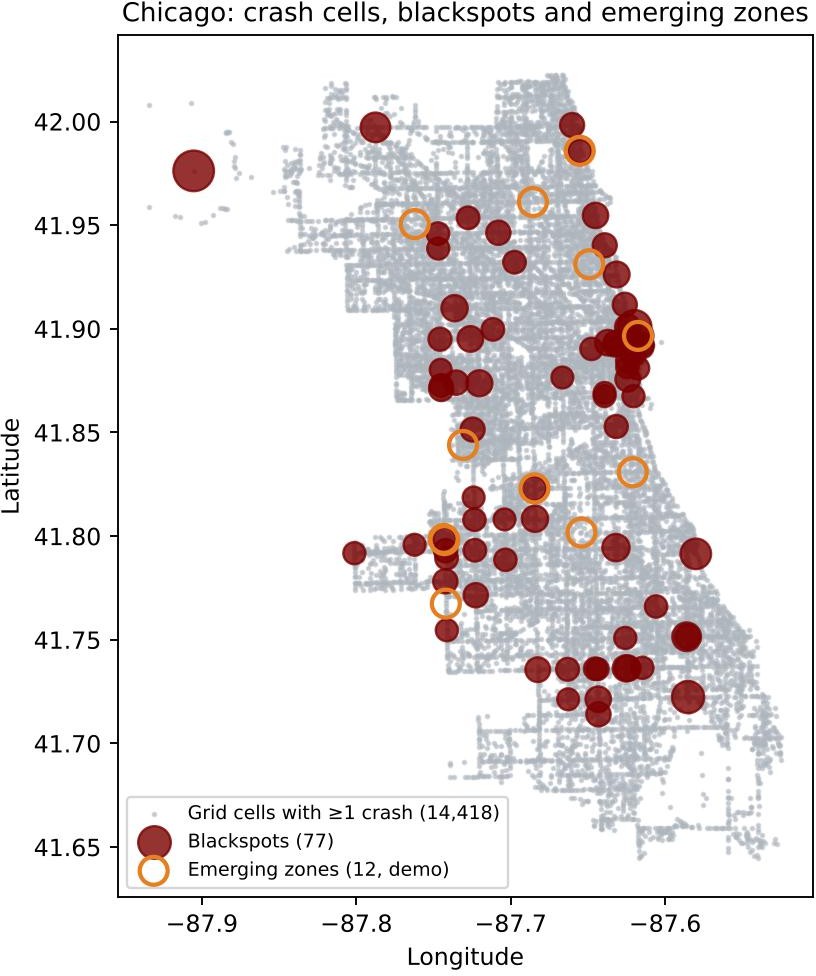 Chicago: crash cells, blackspots and emerging zones
Latitude
42.00
41.95
41.90
41.85
41.80
41.75
41.70
41.65
Grid cells with ≥1 crash (14,418)
Blackspots (77)
Emerging zones (12, demo)
−87.9 −87.8 −87.7 −87.6
Longitude